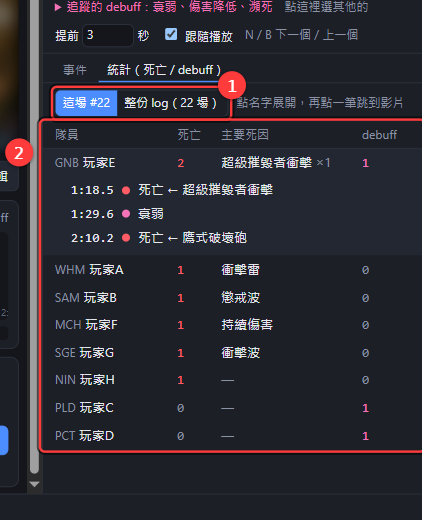 ▶ 追蹤的 debuff：衰弱、傷害降低、瀕死 點這裡選其他的
提前 3 秒 跟隨播放 N / B 下一個 / 上一個
事件 統計（死亡 / debuff）
1
這場 #22 整份 log（22 場） 點名字展開，再點一筆跳到影片
2
隊員 死亡 主要死因 debuff
GNB 玩家E 2 超級摧毀者衝擊 ×1 1
1:18.5 死亡 ← 超級摧毀者衝擊
1:29.6 衰弱
2:10.2 死亡 ← 鷹式破壞砲
WHM 玩家A 1 衝擊雷 0
SAM 玩家B 1 懲戒波 0
MCH 玩家F 1 持續傷害 0
SGE 玩家G 1 衝擊波 0
NIN 玩家H 1 — 0
PLD 玩家C 0 — 1
PCT 玩家D 0 — 1